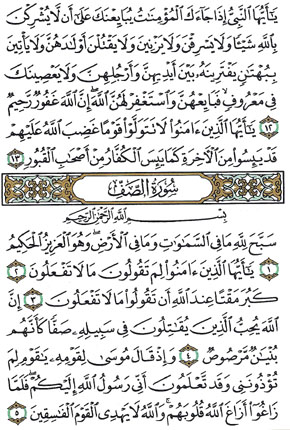 يَٰٓأَيُّهَا ٱلنَّبِيُّ إِذَا جَآءَكَ ٱلْمُؤْمِنَٰتُ يُبَايِعْنَكَ عَلَىٰٓ أَن لَّا يُشْرِكْنَ
بِٱللَّهِ شَيْـًٔا وَلَا يَسْرِقْنَ وَلَا يَزْنِينَ وَلَا يَقْتُلْنَ أَوْلَٰدَهُنَّ وَلَا يَأْتِينَ
بِبُهْتَٰنٍ يَفْتَرِينَهُۥ بَيْنَ أَيْدِيهِنَّ وَأَرْجُلِهِنَّ وَلَا يَعْصِينَكَ
فِي مَعْرُوفٍ فَبَايِعْهُنَّ وَٱسْتَغْفِرْ لَهُنَّ ٱللَّهَ إِنَّ ٱللَّهَ غَفُورٌ رَّحِيمٌ
١٢ يَٰٓأَيُّهَا ٱلَّذِينَ ءَامَنُوا۟ لَا تَتَوَلَّوْا۟ قَوْمًا غَضِبَ ٱللَّهُ عَلَيْهِمْ
قَدْ يَئِسُوا۟ مِنَ ٱلْءَاخِرَةِ كَمَا يَئِسَ ٱلْكُفَّارُ مِنْ أَصْحَٰبِ ٱلْقُبُورِ ١٣
سُورَةُ الصَّفِّ
بِسْمِ ٱللَّهِ ٱلرَّحْمَٰنِ ٱلرَّحِيمِ
سَبَّحَ لِلَّهِ مَا فِي ٱلسَّمَٰوَٰتِ وَمَا فِي ٱلْأَرْضِ وَهُوَ ٱلْعَزِيزُ ٱلْحَكِيمُ
١ يَٰٓأَيُّهَا ٱلَّذِينَ ءَامَنُوا۟ لِمَ تَقُولُونَ مَا لَا تَفْعَلُونَ ٢
كَبُرَ مَقْتًا عِندَ ٱللَّهِ أَن تَقُولُوا۟ مَا لَا تَفْعَلُونَ ٣ إِنَّ
ٱللَّهَ يُحِبُّ ٱلَّذِينَ يُقَٰتِلُونَ فِي سَبِيلِهِۦ صَفًّا كَأَنَّهُم
بُنْيَٰنٌ مَّرْصُوصٌ ٤ وَإِذْ قَالَ مُوسَىٰ لِقَوْمِهِۦ يَٰقَوْمِ لِمَ
تُؤْذُونَنِي وَقَد تَّعْلَمُونَ أَنِّي رَسُولُ ٱللَّهِ إِلَيْكُمْ فَلَمَّا
زَاغُوٓا۟ أَزَاغَ ٱللَّهُ قُلُوبَهُمْ وَٱللَّهُ لَا يَهْدِي ٱلْقَوْمَ ٱلْفَٰسِقِينَ ٥